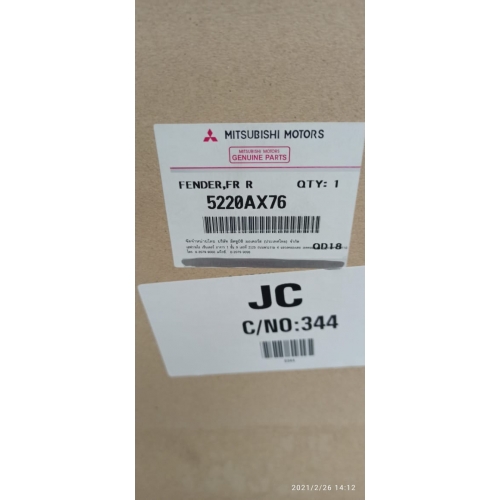 MITSUBISHI MOTORS
MITSUBISHI MOTORS
GENUINE PARTS
FENDER,FR R QTY: 1
5220AX76
QD18
JC
C/NO:344
2021/2/26 14:12